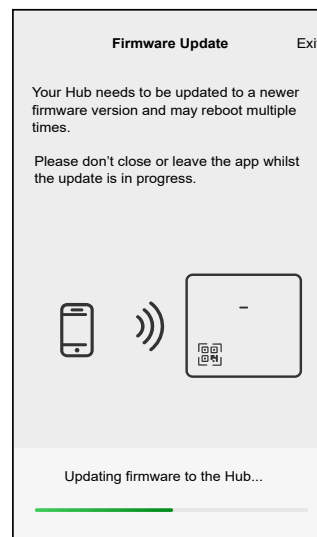 Firmware Update
Your Hub needs to be updated to a newer
firmware version and may reboot multiple
times.
Please don’t close or leave the app whilst
the update is in progress.
Updating firmware to the Hub...